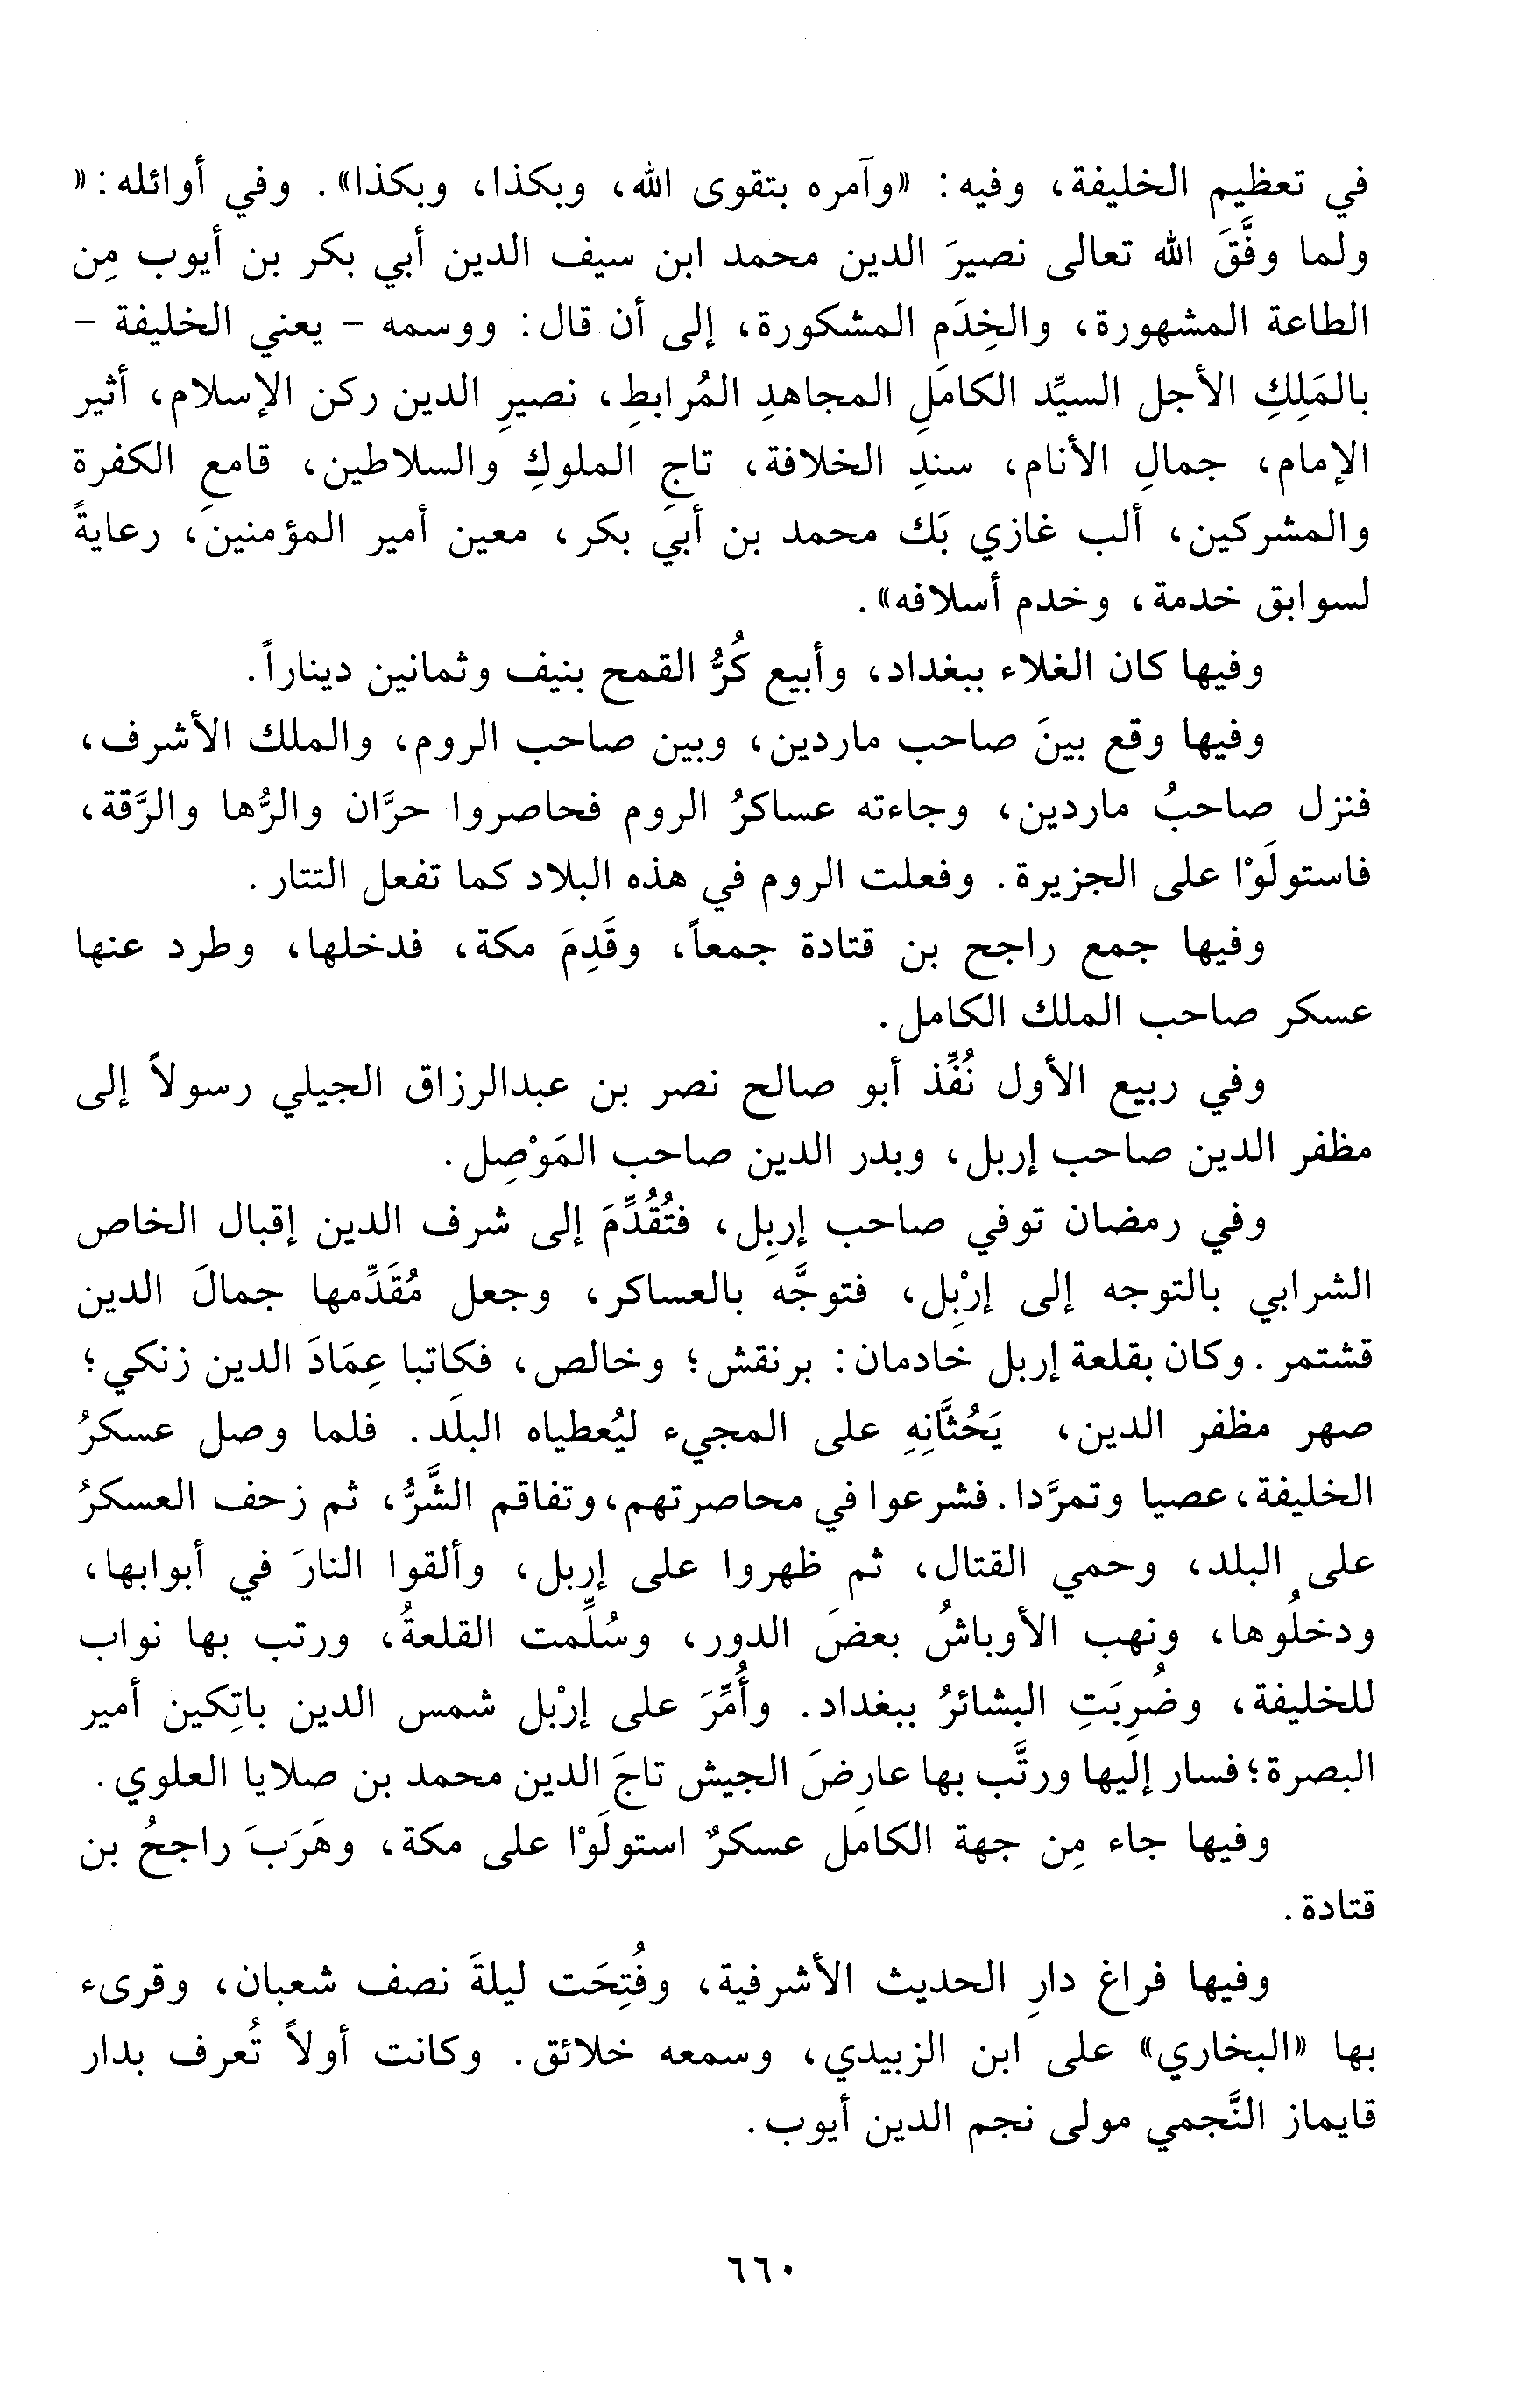 في تعظيم الخليفة، وفيه: «وآمره بتقوى الله، وبكذا، وبكذا». وفي أوائله: «
ولما وفَّقَ الله تعالى نصيرَ الدين محمد ابن سيف الدين أبي بكر بن أيوب مِن
الطاعة المشهورة، والخِدَم المشكورة، إلى أن قال: ووسمه - يعني الخليفة -
بالمَلِكِ الأجل السيِّد الكاملِ المجاهدِ المُرابطِ، نصيرِ الدين ركن الإسلام، أثير
الإمام، جمالِ الأنام، سندِ الخلافة، تاجِ الملوكِ والسلاطين، قامعِ الكفرة
والمشركين، ألب غازي بَك محمد بن أبي بكر، معين أمير المؤمنين، رعايةً
لسوابق خدمة، وخدم أسلافه».
وفيها كان الغلاء ببغداد، وأبيع كُرُّ القمح بنيف وثمانين ديناراً.
وفيها وقع بينَ صاحب ماردين، وبين صاحب الروم، والملك الأشرف،
فنزل صاحبُ ماردين، وجاءته عساكرُ الروم فحاصروا حرَّان والرُّها والرَّقة،
فاستولَوْا على الجزيرة. وفعلت الروم في هذه البلاد كما تفعل التتار.
وفيها جمع راجح بن قتادة جمعاً، وقَدِمَ مكة، فدخلها، وطرد عنها
عسكر صاحب الملك الكامل.
وفي ربيع الأول نُفِّذ أبو صالح نصر بن عبدالرزاق الجيلي رسولاً إلى
مظفر الدين صاحب إربل، وبدر الدين صاحب المَوْصِل.
وفي رمضان توفي صاحب إربِل، فتُقُدِّمَ إلى شرف الدين إقبال الخاص
الشرابي بالتوجه إلى إرْبِل، فتوجَّه بالعساكر، وجعل مُقَدِّمها جمالَ الدين
قشتمر. وكان بقلعة إربل خادمان: برنقش؛ وخالص، فكاتبا عِمَادَ الدين زنكي؛
صهر مظفر الدين، يَحُثَّانِهِ على المجيء ليُعطياه البلَد. فلما وصل عسكرُ
الخليفة، عصيا وتمرَّدا. فشرعوا في محاصرتهم، وتفاقم الشَّرُّ، ثم زحف العسكرُ
على البلد، وحمي القتال، ثم ظهروا على إربل، وألقوا النارَ في أبوابها،
ودخلُوها، ونهب الأوباشُ بعضَ الدور، وسُلِّمت القلعةُ، ورتب بها نواب
للخليفة، وضُرِبَتِ البشائرُ ببغداد. وأُمِّرَ على إرْبل شمس الدين باتِكين أمير
البصرة؛ فسار إليها ورتَّب بها عارِضَ الجيش تاجَ الدين محمد بن صلايا العلوي.
وفيها جاء مِن جهة الكامل عسكرٌ استولَوْا على مكة، وهَرَبَ راجحُ بن
قتادة.
وفيها فراغ دارِ الحديث الأشرفية، وفُتِحَت ليلةَ نصف شعبان، وقرىء
بها «البخاري» على ابن الزبيدي، وسمعه خلائق. وكانت أولاً تُعرف بدار
قايماز النَّجمي مولى نجم الدين أيوب.
٦٦٠